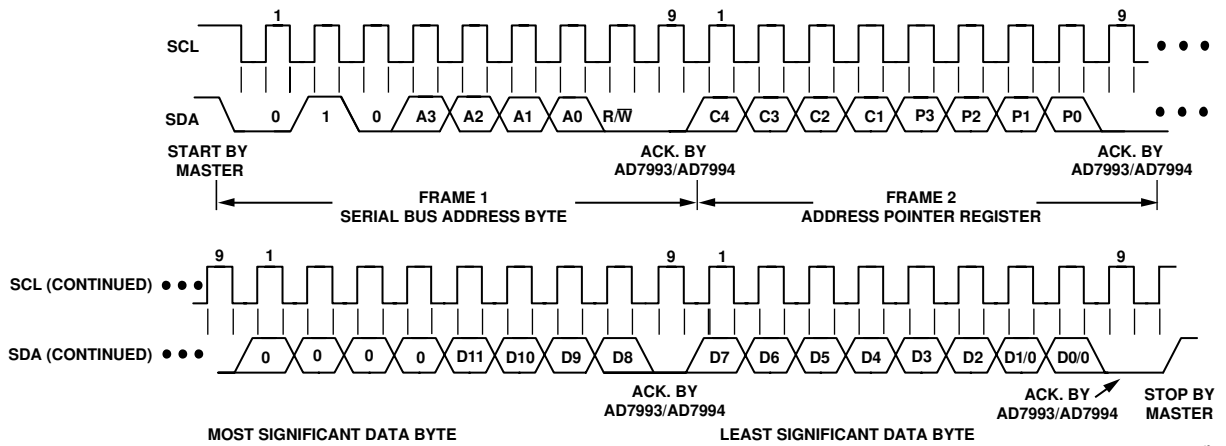 1 9 1 9
SCL
SDA 0 1 0 A3 A2 A1 A0 R/W̅ C4 C3 C2 C1 P3 P2 P1 P0
START BY
MASTER
ACK. BY
AD7993/AD7994
ACK. BY
AD7993/AD7994
FRAME 1
SERIAL BUS ADDRESS BYTE
FRAME 2
ADDRESS POINTER REGISTER
9 1 9 1 9
SCL (CONTINUED)
SDA (CONTINUED) 0 0 0 0 D11 D10 D9 D8 D7 D6 D5 D4 D3 D2 D1/0 D0/0
ACK. BY
AD7993/AD7994
ACK. BY
AD7993/AD7994
STOP BY
MASTER
MOST SIGNIFICANT DATA BYTE
LEAST SIGNIFICANT DATA BYTE